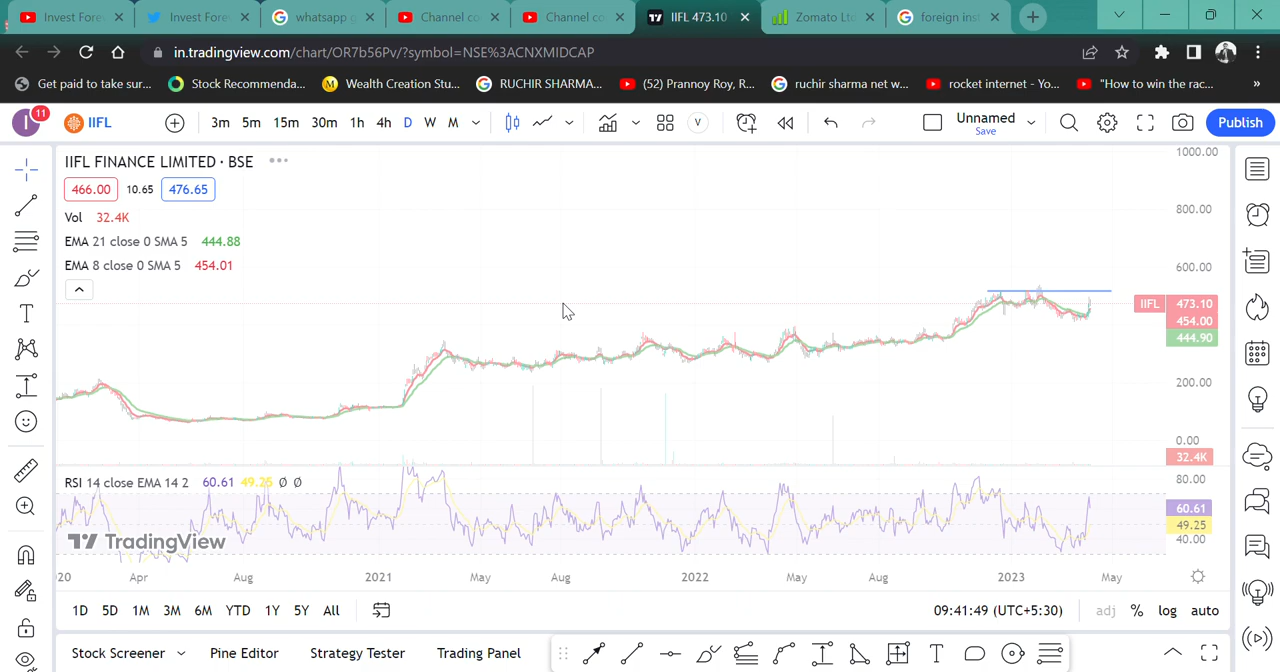 Invest Fore
Invest Fore
whatsapp g
Channel co
Channel co
IIFL 473.10
Zomato Ltd
foreign inst
in.tradingview.com/chart/OR7b56Pv/?symbol=NSE%3ACNXMIDCAP
Get paid to take sur...
Stock Recommenda...
Wealth Creation Stu...
RUCHIR SHARMA...
(52) Prannoy Roy, R...
ruchir sharma net w...
rocket internet - Yo...
"How to win the rac...
»
I 11 IIFL 3m 5m 15m 30m 1h 4h D W M V Unnamed Save Publish
IIFL FINANCE LIMITED · BSE
466.00 10.65 476.65
Vol 32.4K
EMA 21 close 0 SMA 5 444.88
EMA 8 close 0 SMA 5 454.01
1000.00
800.00
600.00
IIFL 473.10
454.00
444.90
200.00
0.00
32.4K
RSI 14 close EMA 14 2 60.61 49.25 Ø Ø
80.00
60.61
49.25
40.00
TradingView
20 Apr Aug 2021 May Aug 2022 May Aug 2023 May
1D 5D 1M 3M 6M YTD 1Y 5Y All 09:41:49 (UTC+5:30) adj % log auto
Stock Screener Pine Editor Strategy Tester Trading Panel